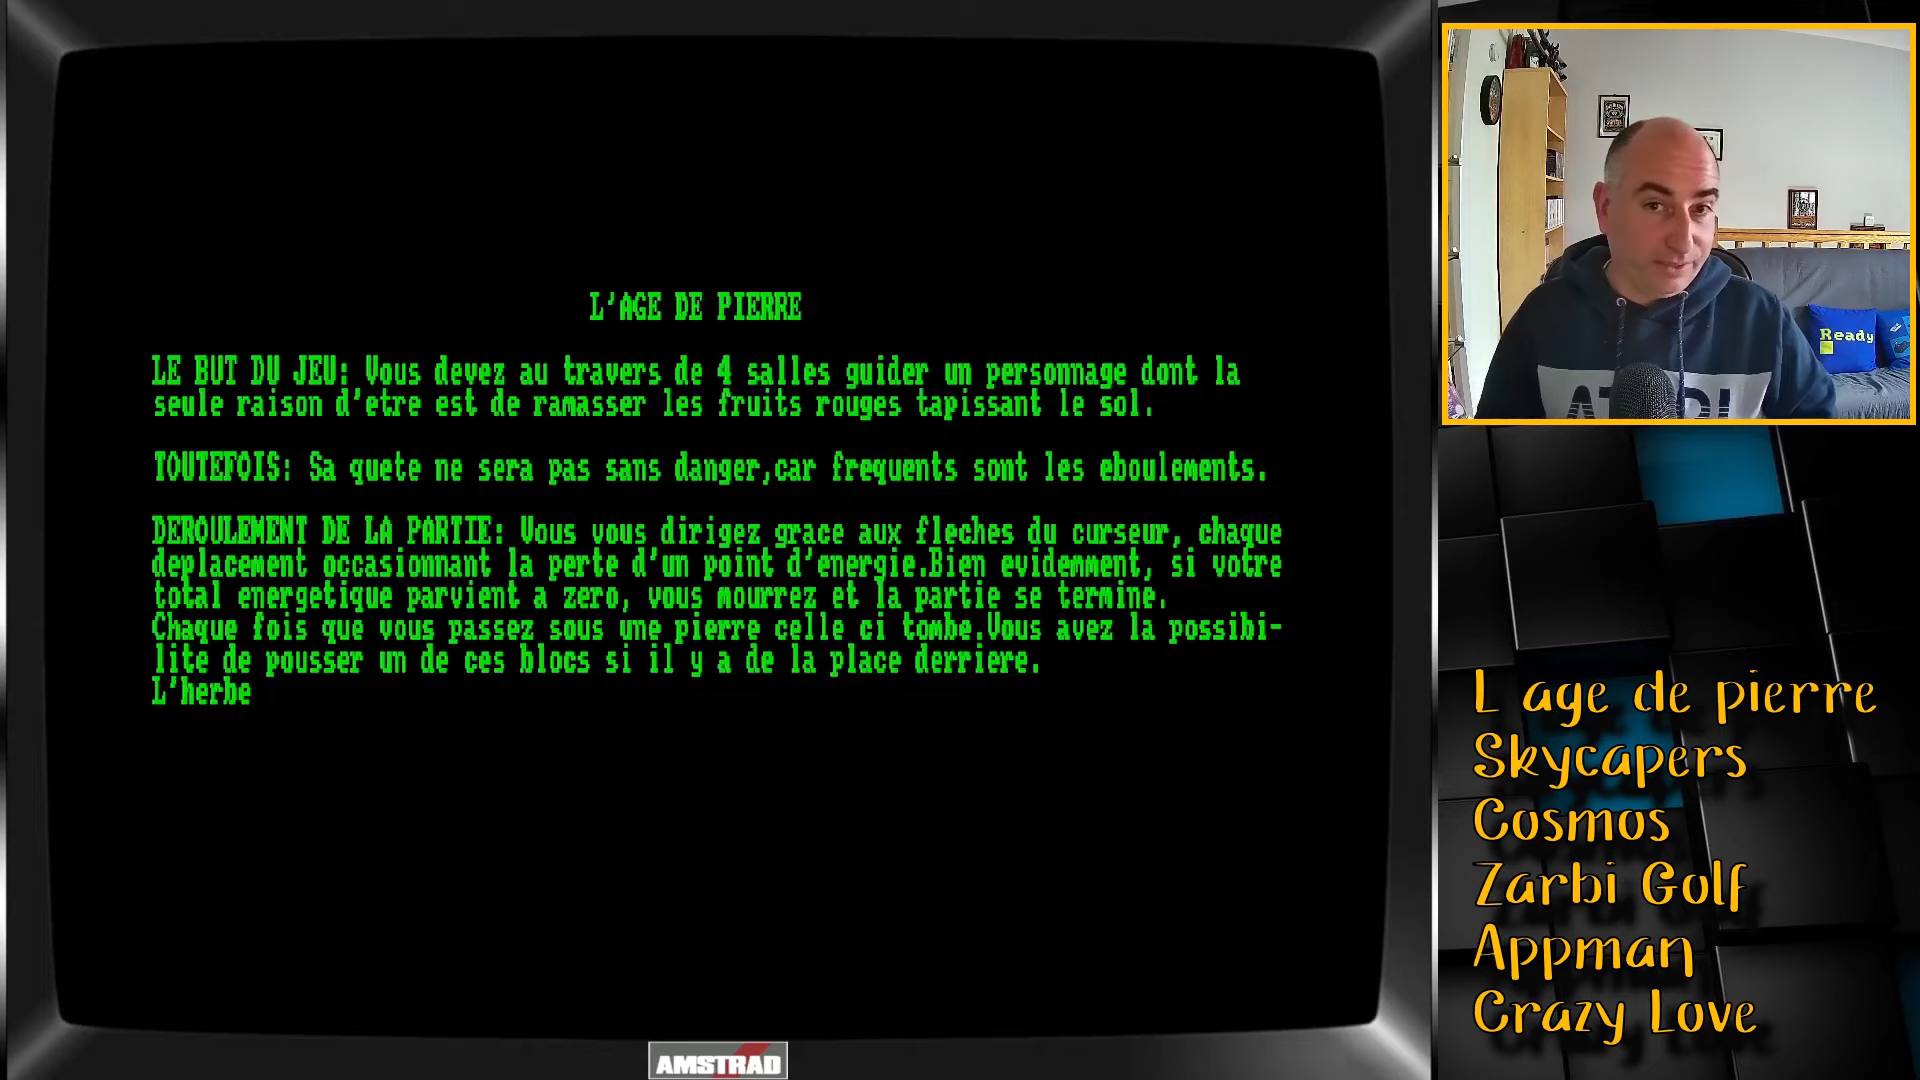 L'AGE DE PIERRE
LE BUT DU JEU: Vous devez au travers de 4 salles guider un personnage dont la
seule raison d'etre est de ramasser les fruits rouges tapissant le sol.
TOUTEFOIS: Sa quete ne sera pas sans danger,car frequents sont les eboulements.
DEROULEMENT DE LA PARTIE: Vous vous dirigez grace aux fleches du curseur, chaque
deplacement occasionnant la perte d'un point d'energie.Bien evidemment, si votre
total energetique parvient a zero, vous mourrez et la partie se termine.
Chaque fois que vous passez sous une pierre celle ci tombe.Vous avez la possibi-
lite de pousser un de ces blocs si il y a de la place derriere.
L'herbe
AMSTRAD
Ready
ATARI
L age de pierre
Skycapers
Cosmos
Zarbi Golf
Appman
Crazy Love